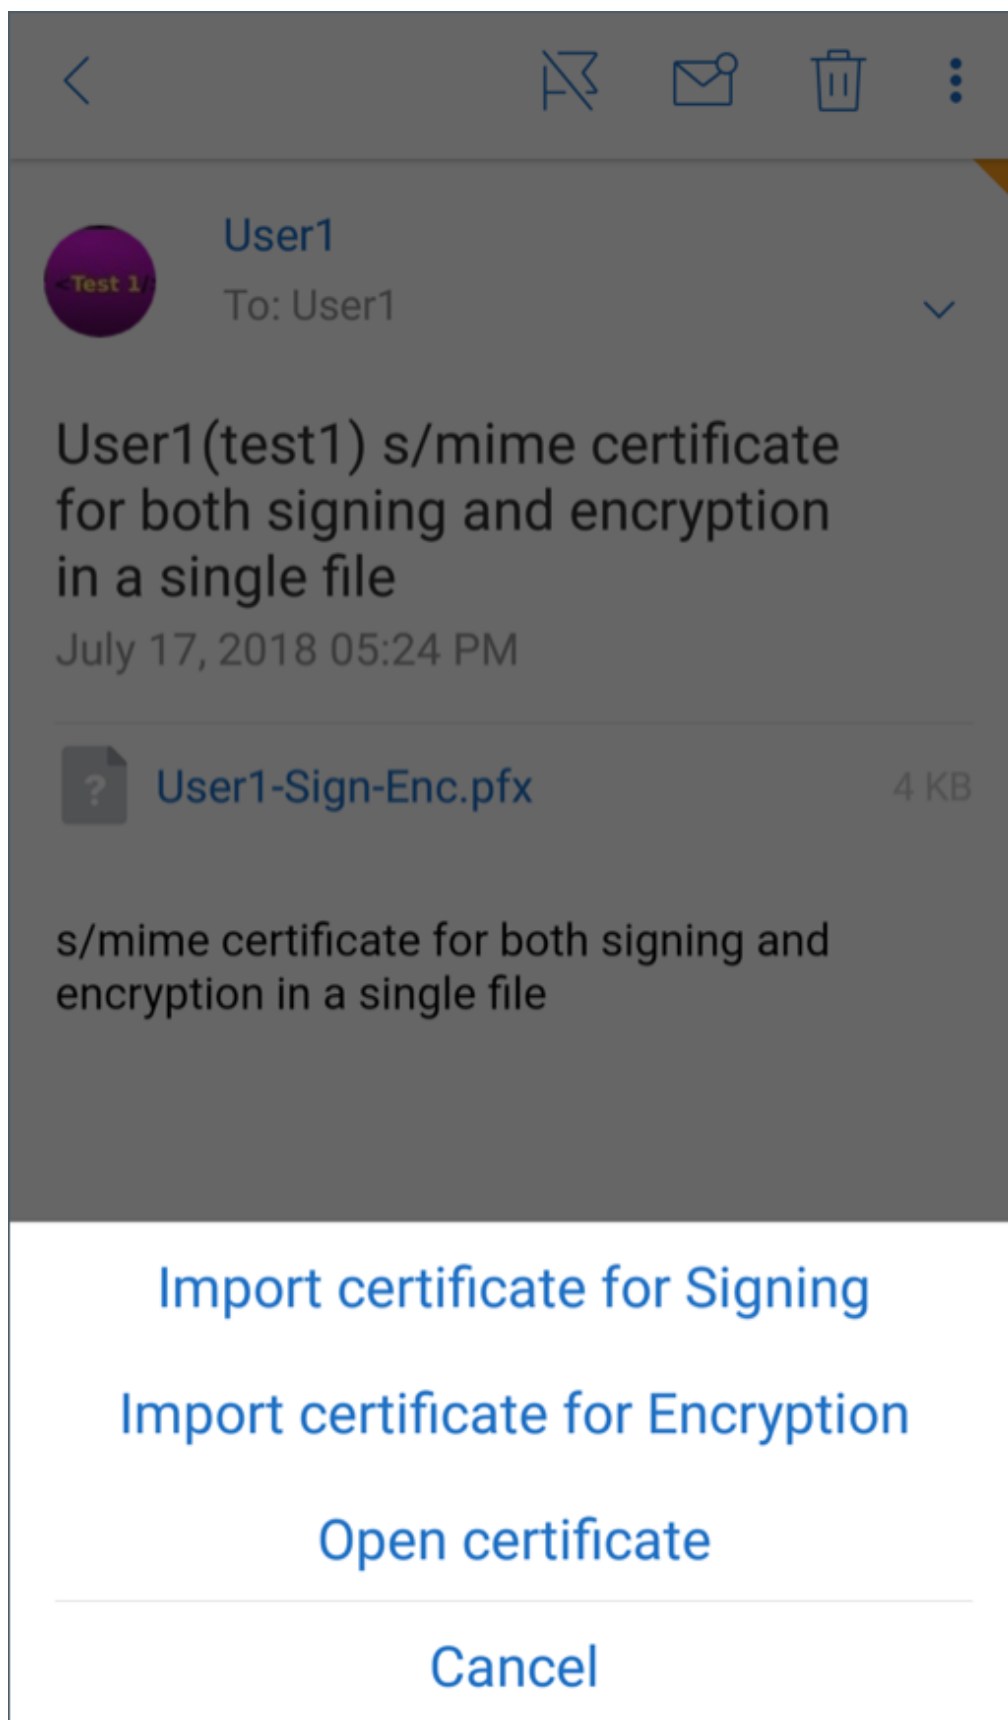 User1
<Test 1/
To: User1
User1(test1) s/mime certificate
for both signing and encryption
in a single file
July 17, 2018 05:24 PM
?
User1-Sign-Enc.pfx 4 KB
s/mime certificate for both signing and
encryption in a single file
Import certificate for Signing
Import certificate for Encryption
Open certificate
Cancel